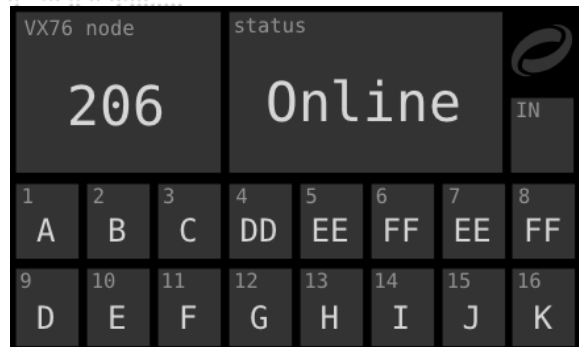 VX76 node
status
206
Online
IN
1 2 3 4 5 6 7 8
A B C DD EE FF EE FF
9 10 11 12 13 14 15 16
D E F G H I J K